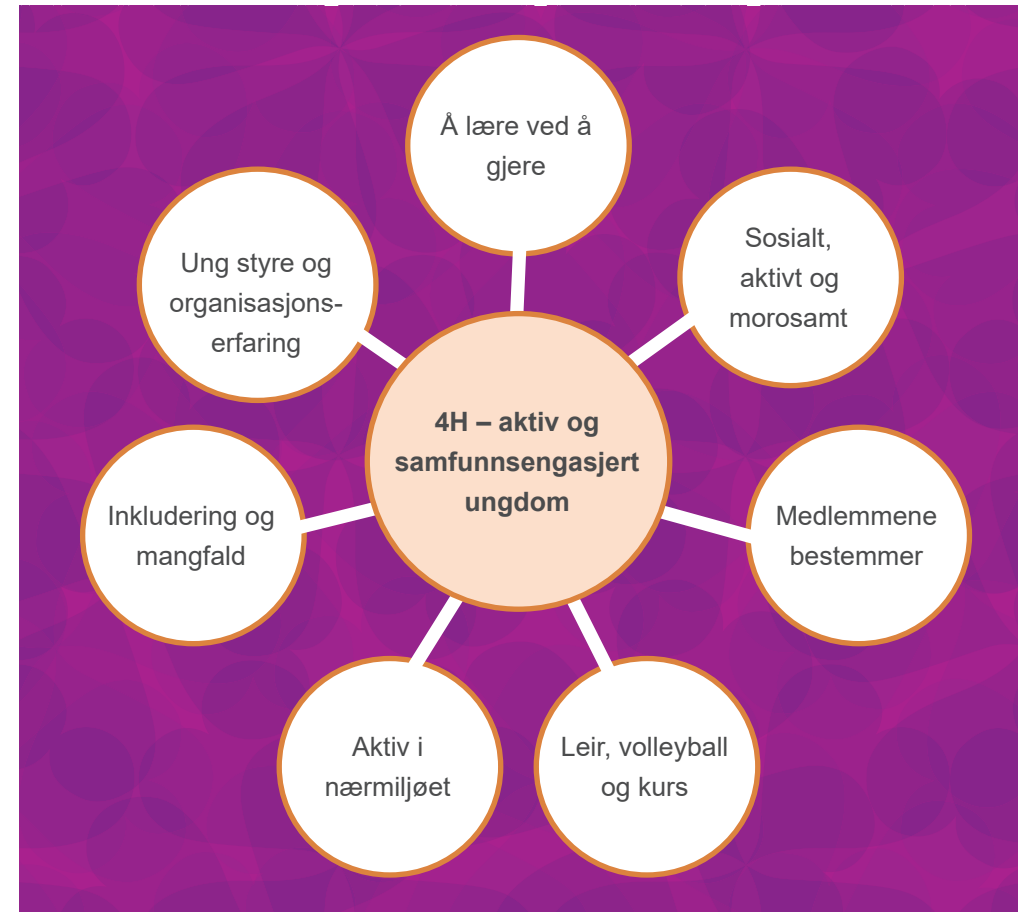 Å lære ved å
gjere
Sosialt,
aktivt og
morosamt
Medlemmene
bestemmer
Leir, volleyball
og kurs
Aktiv i
nærmiljøet
Inkludering og
mangfald
Ung styre og
organisasjons-
erfaring
4H – aktiv og
samfunnsengasjert
ungdom